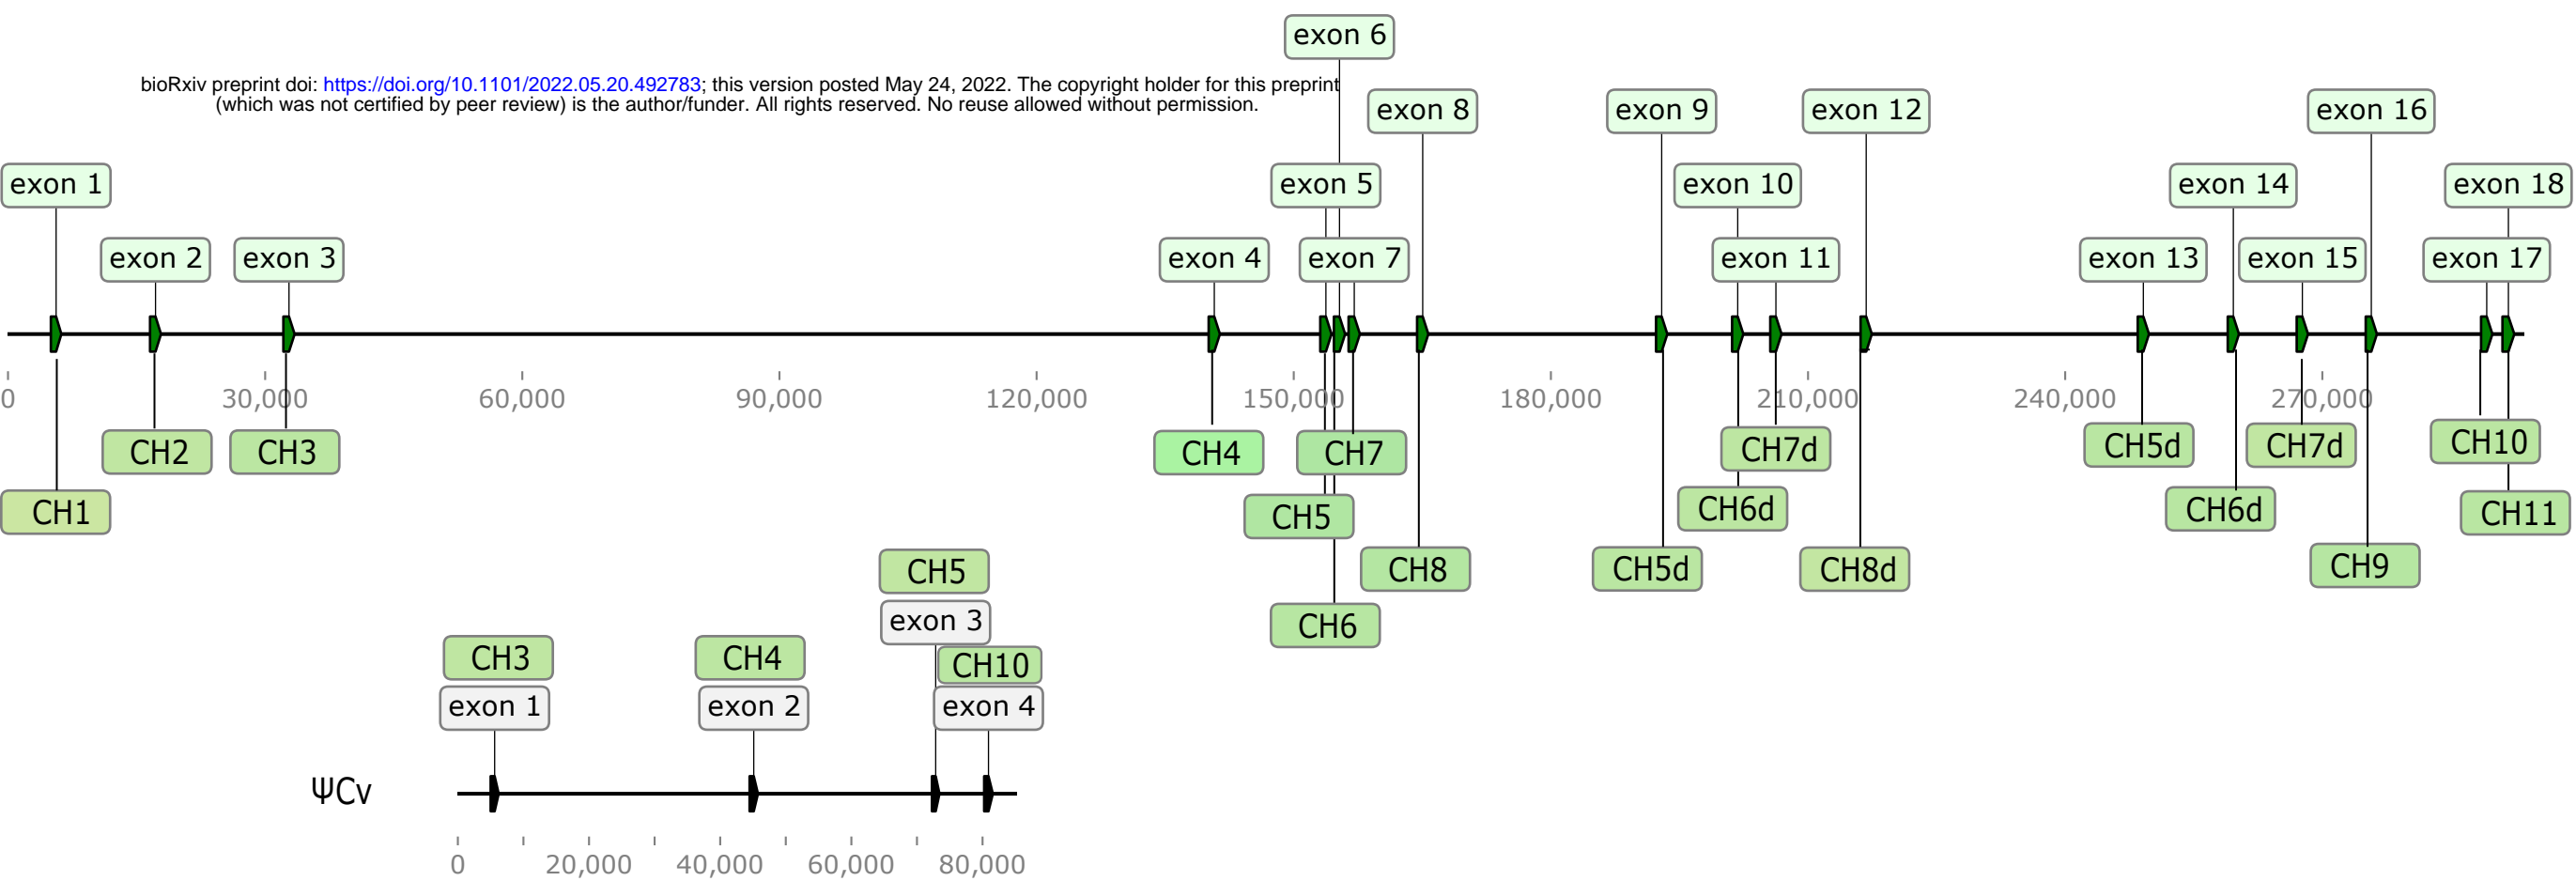 exon 6
bioRxiv preprint doi: https://doi.org/10.1101/2022.05.20.492783; this version posted May 24, 2022. The copyright holder for this preprint
(which was not certified by peer review) is the author/funder. All rights reserved. No reuse allowed without permission.
exon 8 exon 9 exon 12 exon 16
exon 1 exon 5 exon 10 exon 14 exon 18
exon 2 exon 3 exon 4 exon 7 exon 11 exon 13 exon 15 exon 17
0 30,000 60,000 90,000 120,000 150,000 180,000 210,000 240,000 270,000
CH2 CH3 CH4 CH7 CH7d CH5d CH7d CH10
CH1 CH5 CH6d CH6d CH11
CH5 CH8 CH5d CH8d CH9
exon 3 CH6
CH3 CH4 CH10
exon 1 exon 2 exon 4
ΨCv
0 20,000 40,000 60,000 80,000